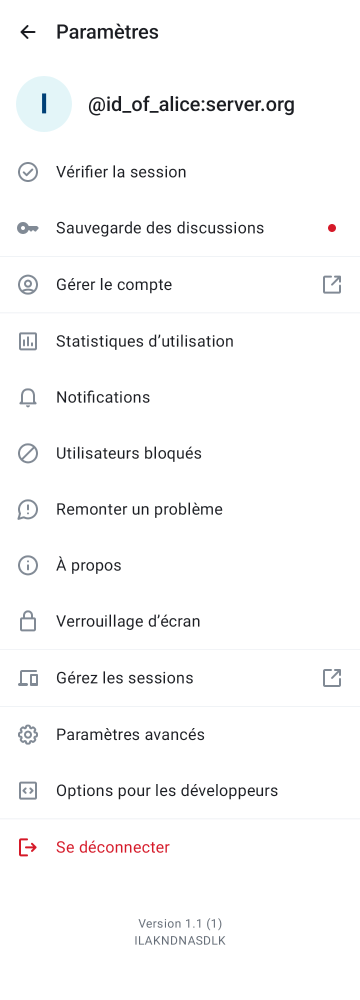 Paramètres
I
@id_of_alice:server.org
Vérifier la session
Sauvegarde des discussions
Gérer le compte
Statistiques d’utilisation
Notifications
Utilisateurs bloqués
Remonter un problème
À propos
Verrouillage d’écran
Gérez les sessions
Paramètres avancés
Options pour les développeurs
Se déconnecter
Version 1.1 (1)
ILAKNDNASDLK